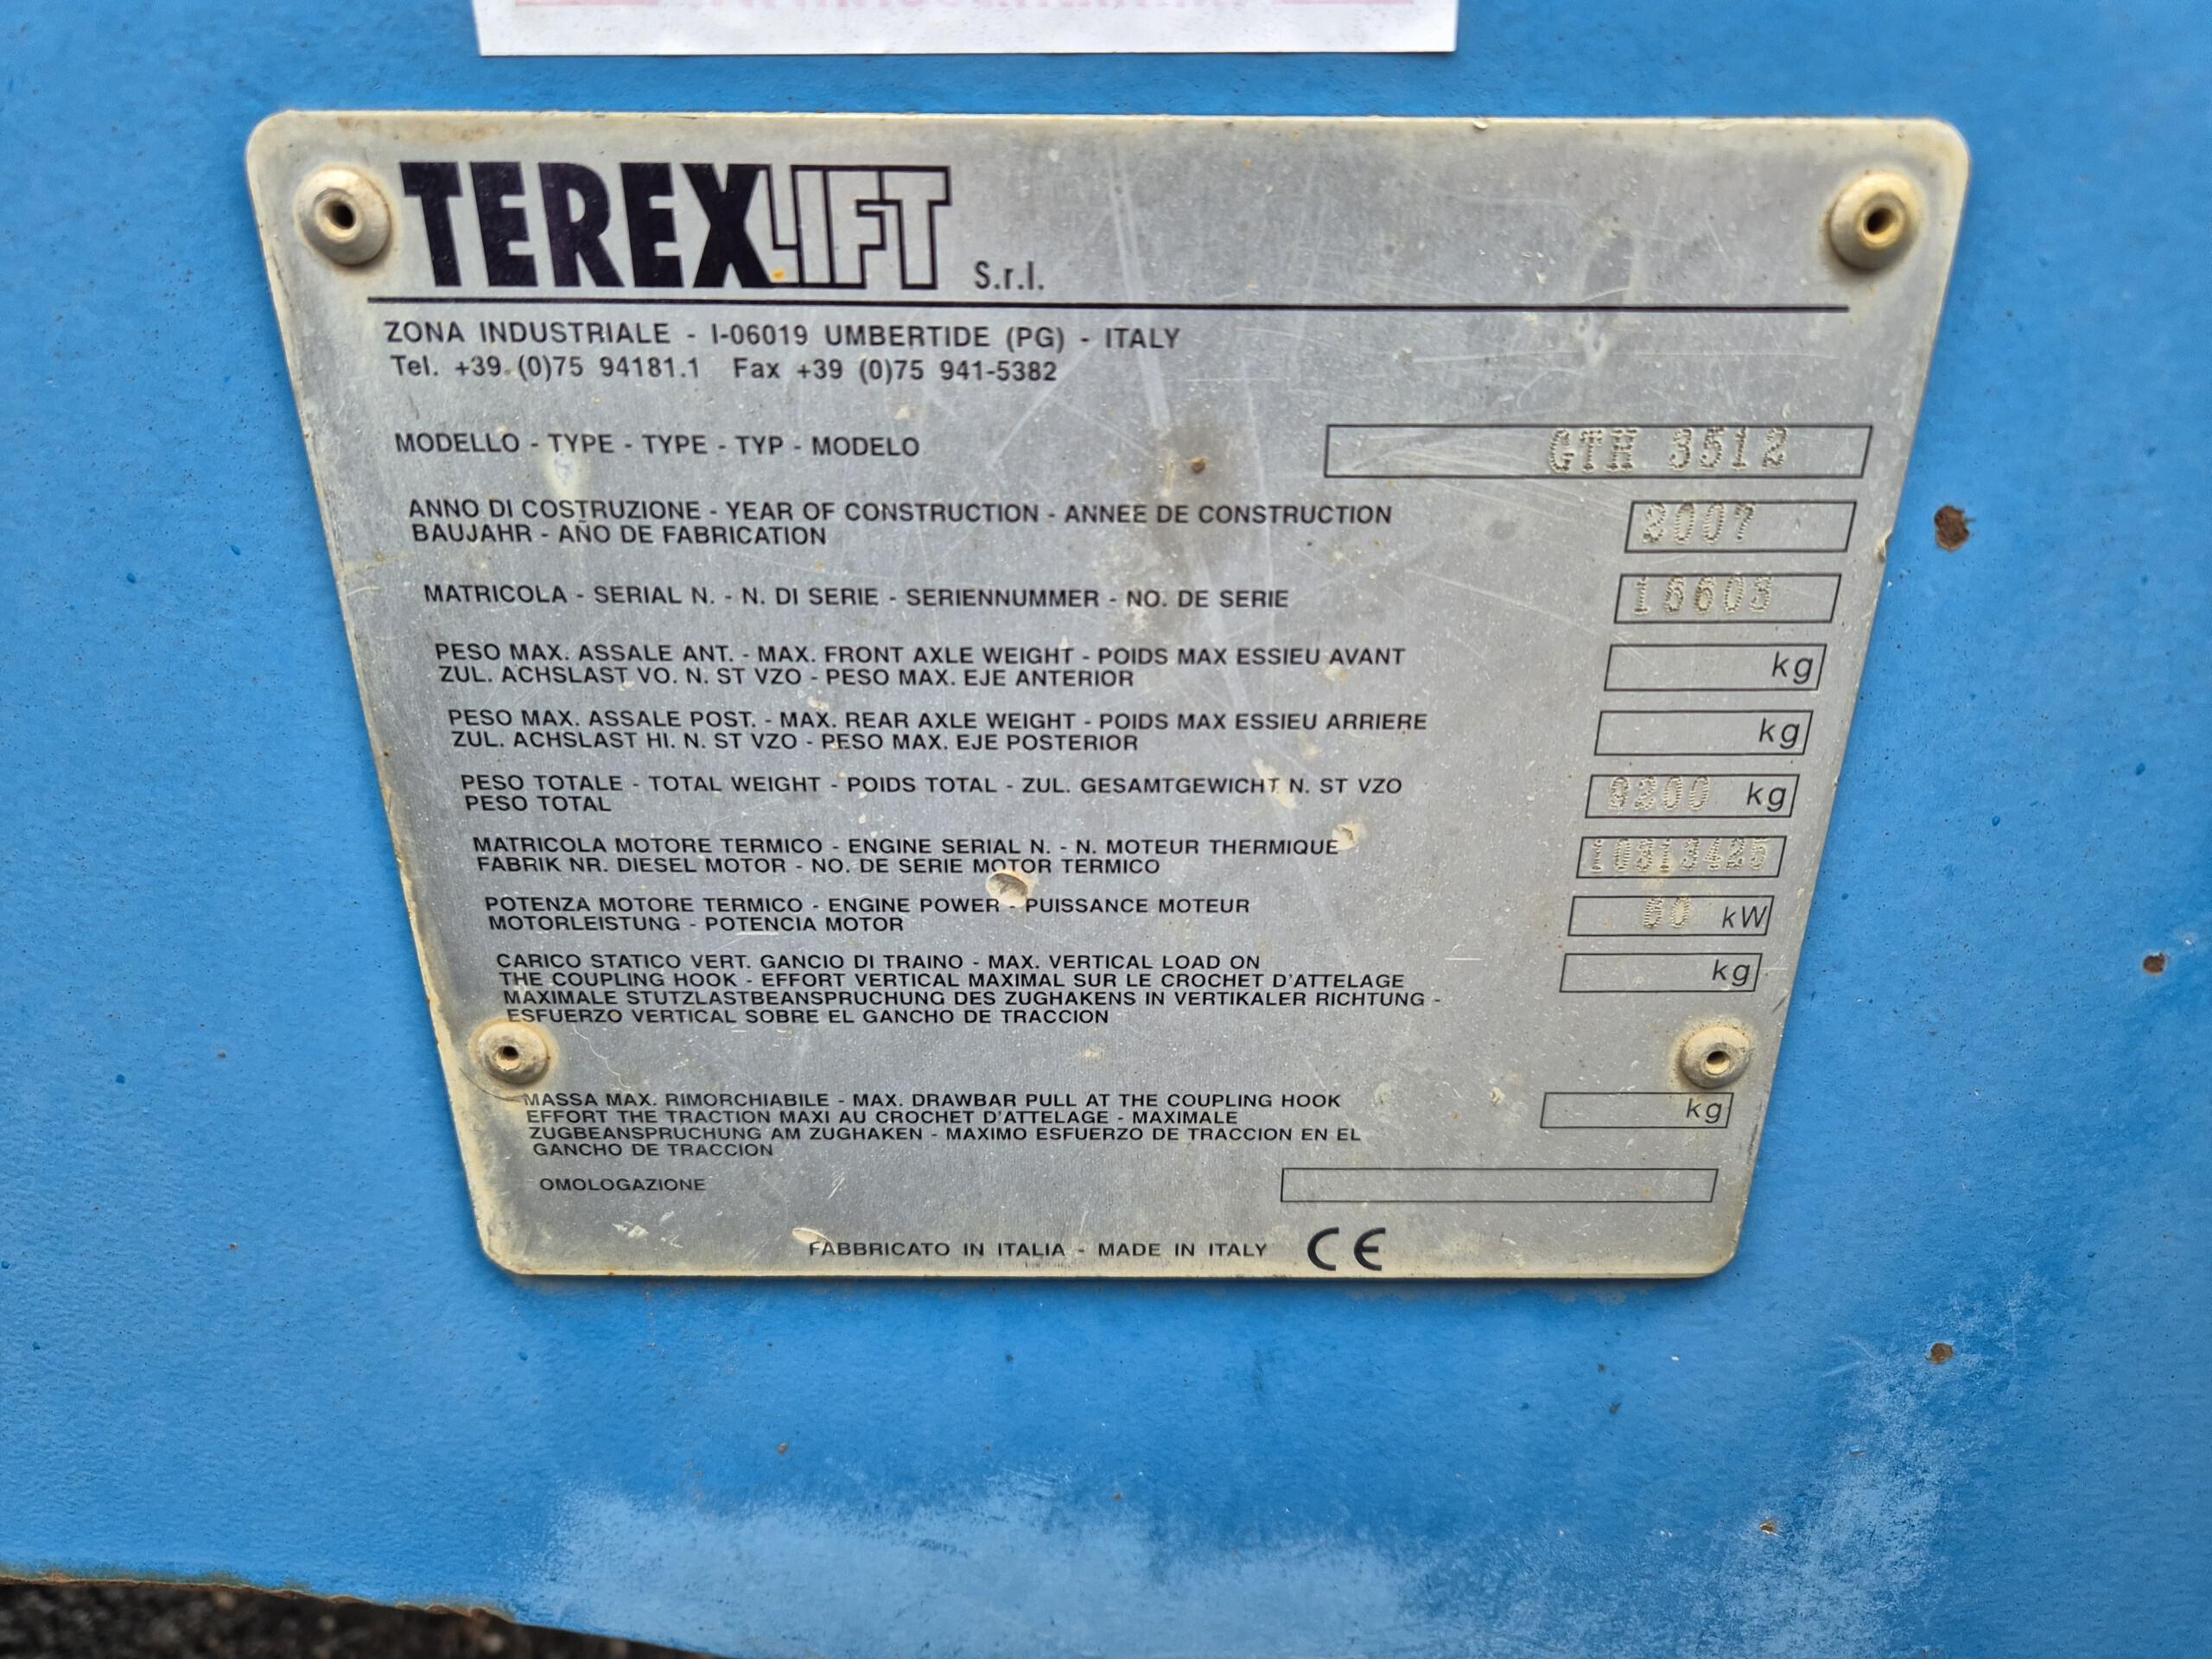 TEREXLIFT S.r.l.
ZONA INDUSTRIALE - I-06019 UMBERTIDE (PG) - ITALY
Tel. +39 (0)75 94181.1 Fax +39 (0)75 941-5382
MODELLO - TYPE - TYPE - TYP - MODELO GTH 3512
ANNO DI COSTRUZIONE - YEAR OF CONSTRUCTION - ANNEE DE CONSTRUCTION 2007
BAUJAHR - AÑO DE FABRICATION
MATRICOLA - SERIAL N. - N. DI SERIE - SERIENNUMMER - NO. DE SERIE
PESO MAX. ASSALE ANT. - MAX. FRONT AXLE WEIGHT - POIDS MAX ESSIEU AVANT kg
ZUL. ACHSLAST VO. N. ST VZO - PESO MAX. EJE ANTERIOR
PESO MAX. ASSALE POST. - MAX. REAR AXLE WEIGHT - POIDS MAX ESSIEU ARRIERE kg
ZUL. ACHSLAST HI. N. ST VZO - PESO MAX. EJE POSTERIOR
PESO TOTALE - TOTAL WEIGHT - POIDS TOTAL - ZUL. GESAMTGEWICHT N. ST VZO kg
PESO TOTAL
MATRICOLA MOTORE TERMICO - ENGINE SERIAL N. - N. MOTEUR THERMIQUE
FABRIK NR. DIESEL MOTOR - NO. DE SERIE MOTOR TERMICO
POTENZA MOTORE TERMICO - ENGINE POWER - PUISSANCE MOTEUR kW
MOTORLEISTUNG - POTENCIA MOTOR
CARICO STATICO VERT. GANCIO DI TRAINO - MAX. VERTICAL LOAD ON kg
THE COUPLING HOOK - EFFORT VERTICAL MAXIMAL SUR LE CROCHET D'ATTELAGE
MAXIMALE STUTZLASTBEANSPRUCHUNG DES ZUGHAKENS IN VERTIKALER RICHTUNG -
ESFUERZO VERTICAL SOBRE EL GANCHO DE TRACCION
MASSA MAX. RIMORCHIABILE - MAX. DRAWBAR PULL AT THE COUPLING HOOK kg
EFFORT THE TRACTION MAXI AU CROCHET D'ATTELAGE - MAXIMALE
ZUGBEANSPRUCHUNG AM ZUGHAKEN - MAXIMO ESFUERZO DE TRACCION EN EL
GANCHO DE TRACCION
OMOLOGAZIONE
FABBRICATO IN ITALIA - MADE IN ITALY CE